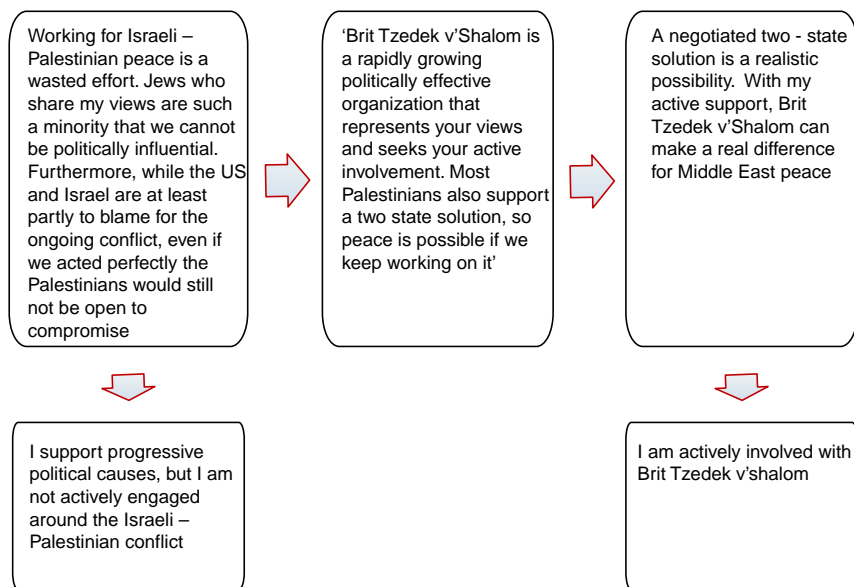 Working for Israeli –
Palestinian peace is a
wasted effort. Jews who
share my views are such
a minority that we cannot
be politically influential.
Furthermore, while the US
and Israel are at least
partly to blame for the
ongoing conflict, even if
we acted perfectly the
Palestinians would still
not be open to
compromise
‘Brit Tzedek v’Shalom is
a rapidly growing
politically effective
organization that
represents your views
and seeks your active
involvement. Most
Palestinians also support
a two state solution, so
peace is possible if we
keep working on it’
A negotiated two - state
solution is a realistic
possibility.  With my
active support, Brit
Tzedek v’Shalom can
make a real difference
for Middle East peace
I support progressive
political causes, but I am
not actively engaged
around the Israeli –
Palestinian conflict
I am actively involved with
Brit Tzedek v’shalom